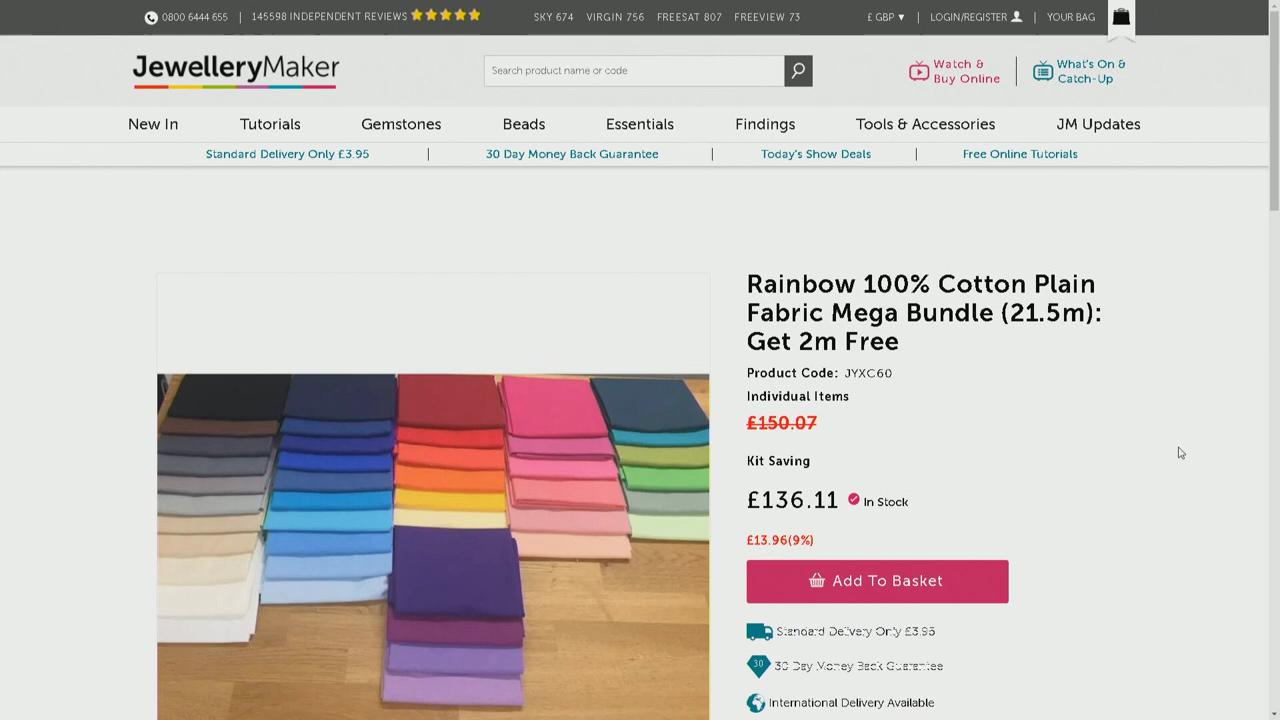 0800 6444 655 | 145598 INDEPENDENT REVIEWS SKY 674 VIRGIN 756 FREESAT 807 FREEVIEW 73 £ GBP ▼ | LOGIN/REGISTER | YOUR BAG
JewelleryMaker
Search product name or code
Watch & Buy Online
What's On & Catch-Up
New In Tutorials Gemstones Beads Essentials Findings Tools & Accessories JM Updates
Standard Delivery Only £3.95 | 30 Day Money Back Guarantee | Today's Show Deals | Free Online Tutorials
Rainbow 100% Cotton Plain
Fabric Mega Bundle (21.5m):
Get 2m Free
Product Code: JYXC60
Individual Items
£150.07
Kit Saving
£136.11 In Stock
£13.96(9%)
Add To Basket
Standard Delivery Only £3.95
30 30 Day Money Back Guarantee
International Delivery Available